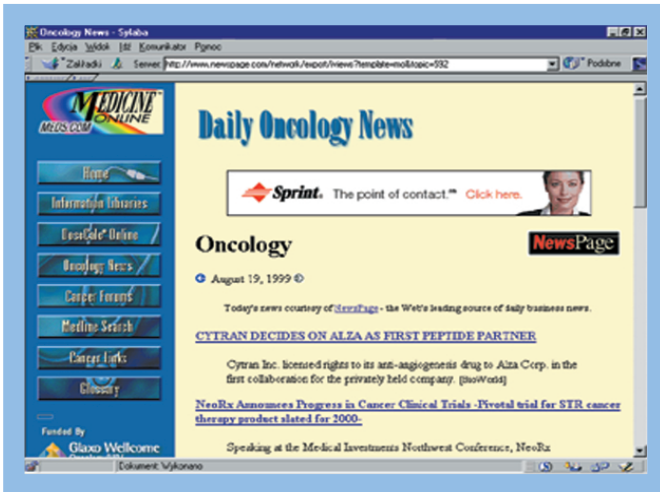 Oncology News - Sylaba
Plik Edycja Widok Idź Komunikator Pomoc
Zakładki Serwer http://www.newspage.com/network/export/iviews?template=mol&topic=592 Podobne
MEDICINE
ONLINE
MEDS.COM
Home
Information Libraries
DoseCalc Online
Oncology News
Cancer Forums
Medline Search
Cancer Links
Glossary
Funded By
Glaxo Wellcome
Daily Oncology News
Sprint. The point of contact.℠ Click here.
Oncology
NewsPage
August 19, 1999
Today's news courtesy of NewsPage - the Web's leading source of daily business news.
CYTRAN DECIDES ON ALZA AS FIRST PEPTIDE PARTNER
Cytran Inc. licensed rights to its anti-angiogenesis drug to Alza Corp. in the
first collaboration for the privately held company. [BioWorld]
NeoRx Announces Progress in Cancer Clinical Trials -Pivotal trial for STR cancer
therapy product slated for 2000-
Speaking at the Medical Investments Northwest Conference, NeoRx
Dokument: Wykonano